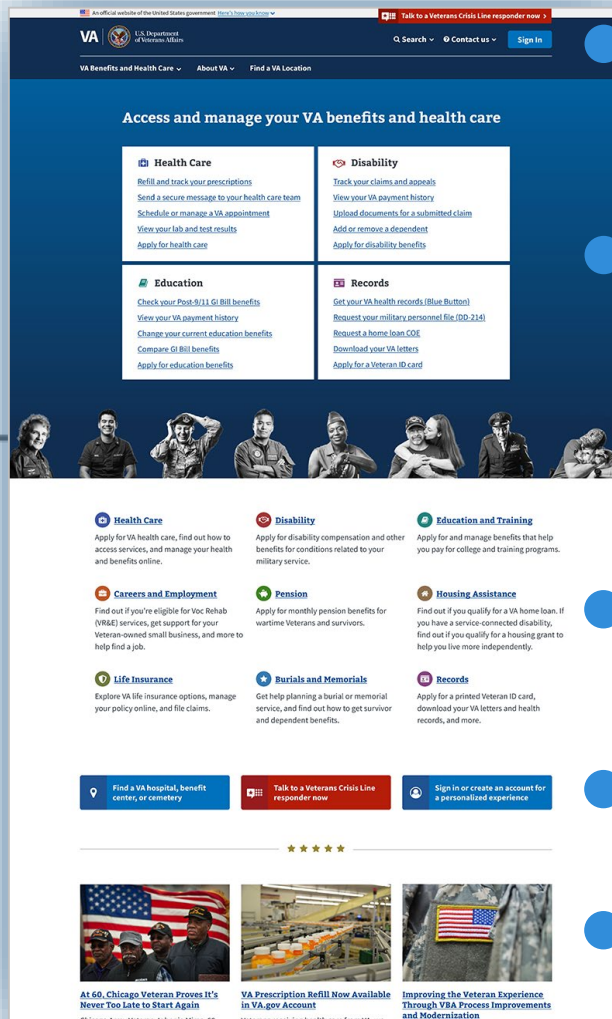 An official website of the United States government Here's how you know
Talk to a Veterans Crisis Line responder now
VA
U.S. Department
of Veterans Affairs
Search
Contact us
Sign In
VA Benefits and Health Care
About VA
Find a VA Location
Access and manage your VA benefits and health care
Health Care
Refill and track your prescriptions
Send a secure message to your health care team
Schedule or manage a VA appointment
View your lab and test results
Apply for health care
Disability
Track your claims and appeals
View your VA payment history
Upload documents for a submitted claim
Add or remove a dependent
Apply for disability benefits
Education
Check your Post-9/11 GI Bill benefits
View your VA payment history
Change your current education benefits
Compare GI Bill benefits
Apply for education benefits
Records
Get your VA health records (Blue Button)
Request your military personnel file (DD-214)
Request a home loan COE
Download your VA letters
Apply for a Veteran ID card
Health Care
Apply for VA health care, find out how to
access services, and manage your health
and benefits online.
Disability
Apply for disability compensation and other
benefits for conditions related to your
military service.
Education and Training
Apply for and manage benefits that help
you pay for college and training programs.
Careers and Employment
Find out if you're eligible for Voc Rehab
(VR&E) services, get support for your
Veteran-owned small business, and more to
help find a job.
Pension
Apply for monthly pension benefits for
wartime Veterans and survivors.
Housing Assistance
Find out if you qualify for a VA home loan. If
you have a service-connected disability,
find out if you qualify for a housing grant to
help you live more independently.
Life Insurance
Explore VA life insurance options, manage
your policy online, and file claims.
Burials and Memorials
Get help planning a burial or memorial
service, and find out how to get survivor
and dependent benefits.
Records
Apply for a printed Veteran ID card,
download your VA letters and health
records, and more.
Find a VA hospital, benefit
center, or cemetery
Talk to a Veterans Crisis Line
responder now
Sign in or create an account for
a personalized experience
At 60, Chicago Veteran Proves It's
Never Too Late to Start Again
VA Prescription Refill Now Available
in VA.gov Account
Improving the Veteran Experience
Through VBA Process Improvements
and Modernization